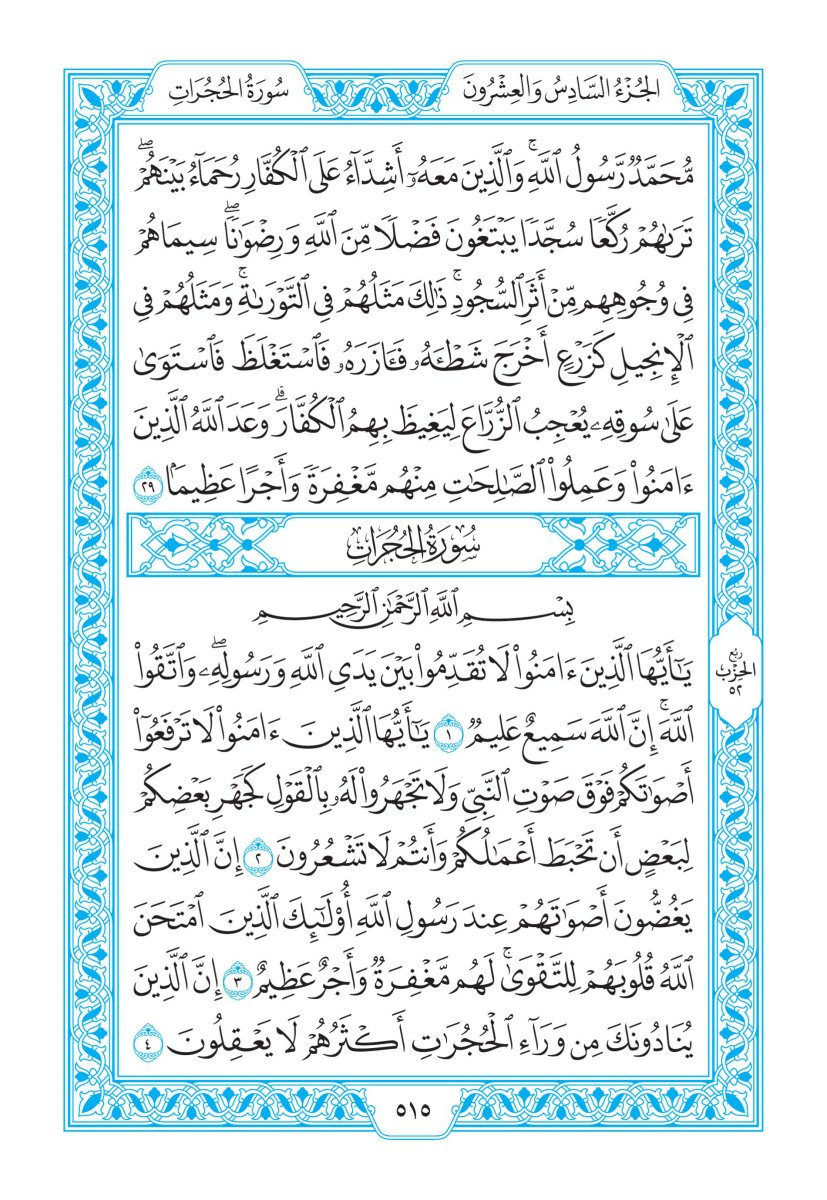 الجُزْءُ السَّادِسُ وَالعِشْرُونَ
سُورَةُ الحُجُرَاتِ
مُّحَمَّدٌ رَّسُولُ ٱللَّهِۚ وَٱلَّذِينَ مَعَهُۥٓ أَشِدَّآءُ عَلَى ٱلْكُفَّارِ رُحَمَآءُ بَيْنَهُمْۖ
تَرَىٰهُمْ رُكَّعًا سُجَّدًا يَبْتَغُونَ فَضْلًا مِّنَ ٱللَّهِ وَرِضْوَٰنًاۖ سِيمَاهُمْ
فِى وُجُوهِهِم مِّنْ أَثَرِ ٱلسُّجُودِۚ ذَٰلِكَ مَثَلُهُمْ فِى ٱلتَّوْرَىٰةِۚ وَمَثَلُهُمْ فِى
ٱلْإِنجِيلِ كَزَرْعٍ أَخْرَجَ شَطْـَٔهُۥ فَـَٔازَرَهُۥ فَٱسْتَغْلَظَ فَٱسْتَوَىٰ
عَلَىٰ سُوقِهِۦ يُعْجِبُ ٱلزُّرَّاعَ لِيَغِيظَ بِهِمُ ٱلْكُفَّارَۗ وَعَدَ ٱللَّهُ ٱلَّذِينَ
ءَامَنُوا۟ وَعَمِلُوا۟ ٱلصَّٰلِحَٰتِ مِنْهُم مَّغْفِرَةً وَأَجْرًا عَظِيمًۢا ٢٩
سُورَةُ الحُجُرَاتِ
بِسْمِ ٱللَّهِ ٱلرَّحْمَٰنِ ٱلرَّحِيمِ
يَٰٓأَيُّهَا ٱلَّذِينَ ءَامَنُوا۟ لَا تُقَدِّمُوا۟ بَيْنَ يَدَىِ ٱللَّهِ وَرَسُولِهِۦۖ وَٱتَّقُوا۟
ٱللَّهَۚ إِنَّ ٱللَّهَ سَمِيعٌ عَلِيمٌ ١ يَٰٓأَيُّهَا ٱلَّذِينَ ءَامَنُوا۟ لَا تَرْفَعُوٓا۟
أَصْوَٰتَكُمْ فَوْقَ صَوْتِ ٱلنَّبِىِّ وَلَا تَجْهَرُوا۟ لَهُۥ بِٱلْقَوْلِ كَجَهْرِ بَعْضِكُمْ
لِبَعْضٍ أَن تَحْبَطَ أَعْمَٰلُكُمْ وَأَنتُمْ لَا تَشْعُرُونَ ٢ إِنَّ ٱلَّذِينَ
يَغُضُّونَ أَصْوَٰتَهُمْ عِندَ رَسُولِ ٱللَّهِ أُو۟لَٰٓئِكَ ٱلَّذِينَ ٱمْتَحَنَ
ٱللَّهُ قُلُوبَهُمْ لِلتَّقْوَىٰۚ لَهُم مَّغْفِرَةٌ وَأَجْرٌ عَظِيمٌ ٣ إِنَّ ٱلَّذِينَ
يُنَادُونَكَ مِن وَرَآءِ ٱلْحُجُرَٰتِ أَكْثَرُهُمْ لَا يَعْقِلُونَ ٤
رُبْع
الحِزْب
٥٢
٥١٥